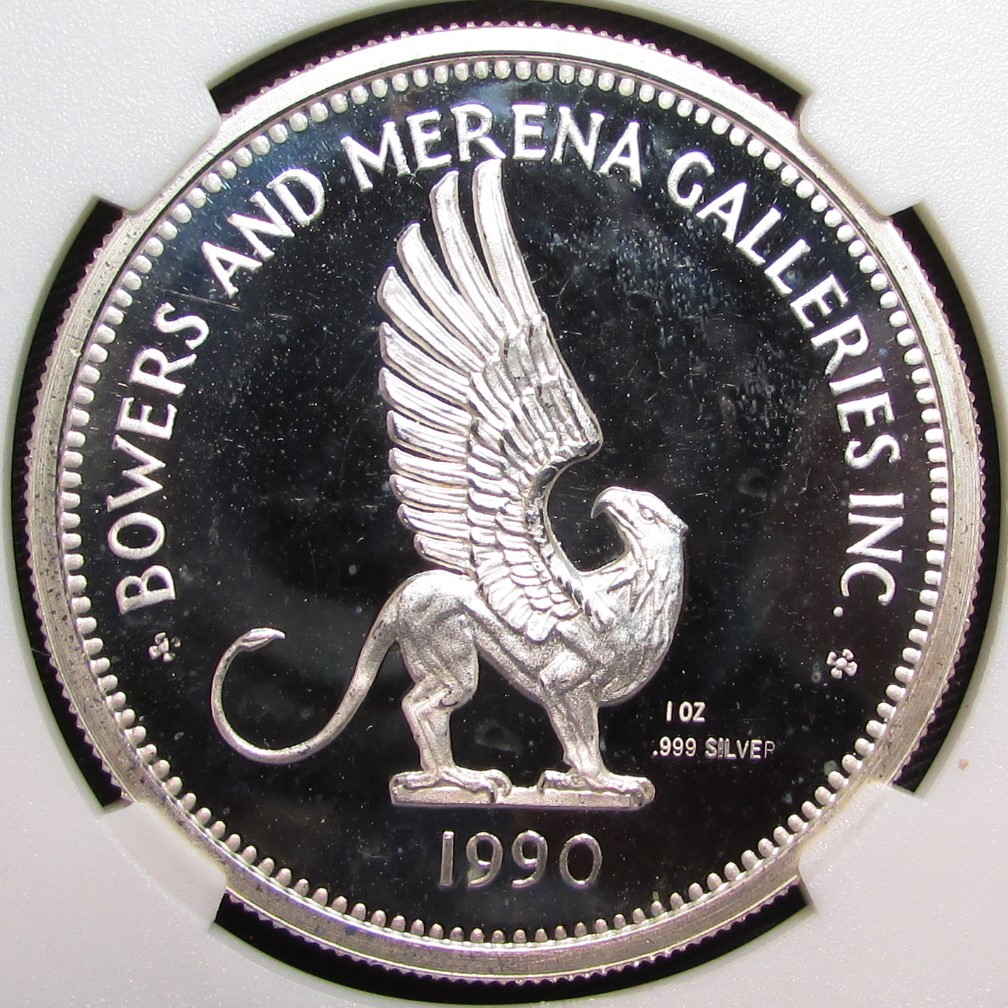 BOWERS AND MERENA GALLERIES INC.
1 OZ
.999 SILVER
1990